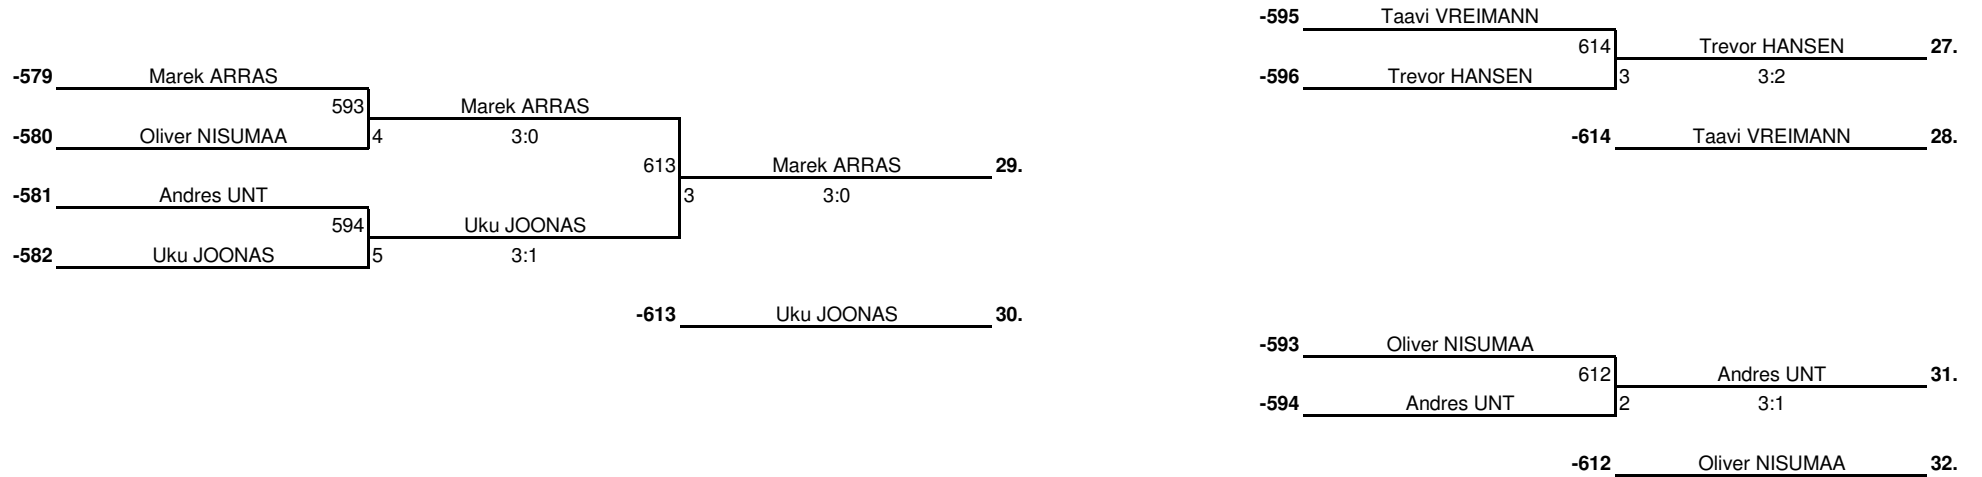 -579 Marek ARRAS
593 Marek ARRAS
-580 Oliver NISUMAA 4 3:0
613 Marek ARRAS 29.
-581 Andres UNT 3 3:0
594 Uku JOONAS
-582 Uku JOONAS 5 3:1
-613 Uku JOONAS 30.
-595 Taavi VREIMANN
614 Trevor HANSEN 27.
-596 Trevor HANSEN 3 3:2
-614 Taavi VREIMANN 28.
-593 Oliver NISUMAA
612 Andres UNT 31.
-594 Andres UNT 2 3:1
-612 Oliver NISUMAA 32.